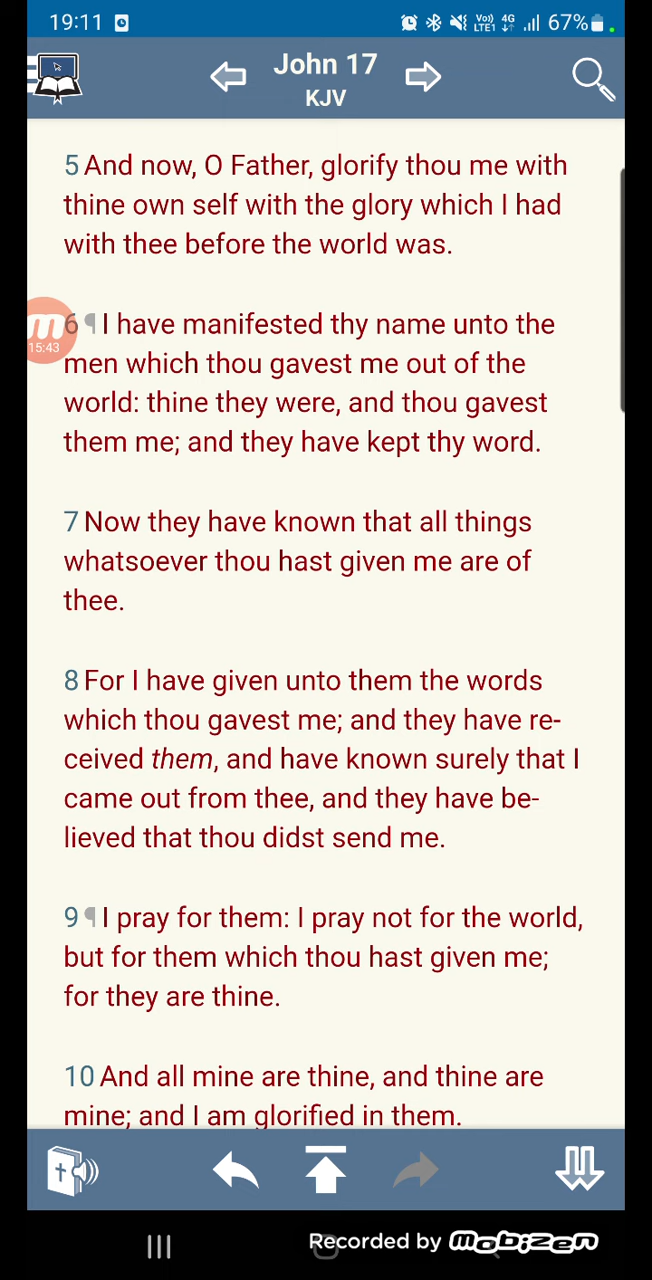 19:11
Vo))
LTE1
4G
67%
John 17
KJV
5 And now, O Father, glorify thou me with
thine own self with the glory which I had
with thee before the world was.
15:43
6 ¶ I have manifested thy name unto the
men which thou gavest me out of the
world: thine they were, and thou gavest
them me; and they have kept thy word.
7 Now they have known that all things
whatsoever thou hast given me are of
thee.
8 For I have given unto them the words
which thou gavest me; and they have re-
ceived them, and have known surely that I
came out from thee, and they have be-
lieved that thou didst send me.
9 ¶ I pray for them: I pray not for the world,
but for them which thou hast given me;
for they are thine.
10 And all mine are thine, and thine are
mine; and I am glorified in them.
Recorded by mobizen